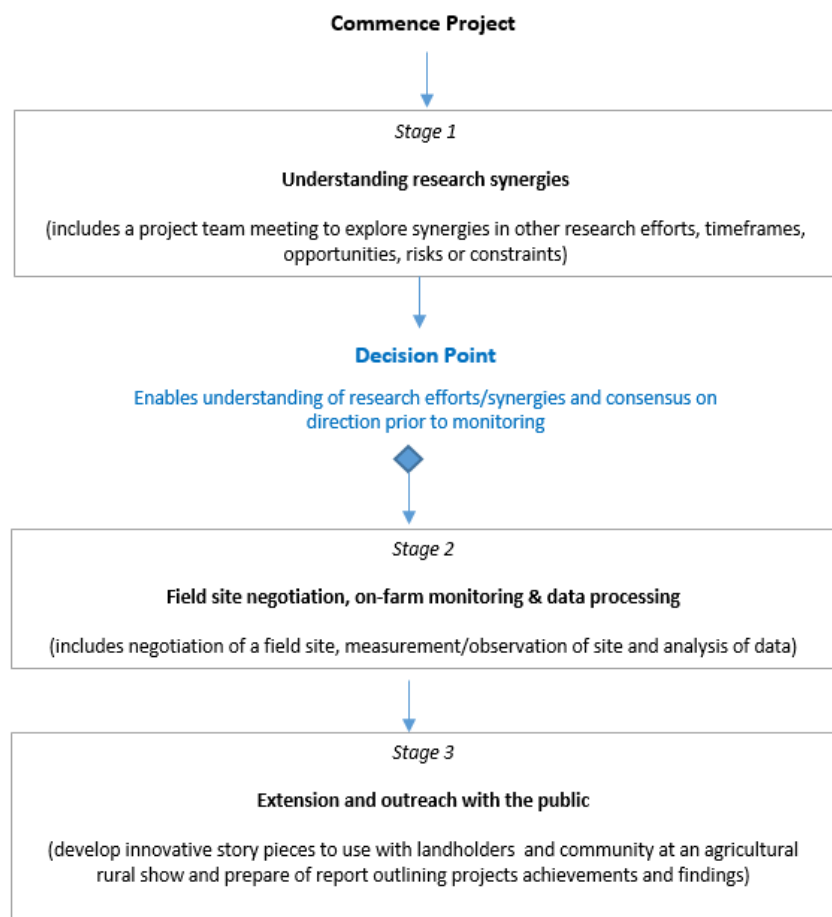 Commence Project
Stage 1
Understanding research synergies
(includes a project team meeting to explore synergies in other research efforts, timeframes,
opportunities, risks or constraints)
Decision Point
Enables understanding of research efforts/synergies and consensus on
direction prior to monitoring
Stage 2
Field site negotiation, on-farm monitoring & data processing
(includes negotiation of a field site, measurement/observation of site and analysis of data)
Stage 3
Extension and outreach with the public
(develop innovative story pieces to use with landholders and community at an agricultural
rural show and prepare of report outlining projects achievements and findings)